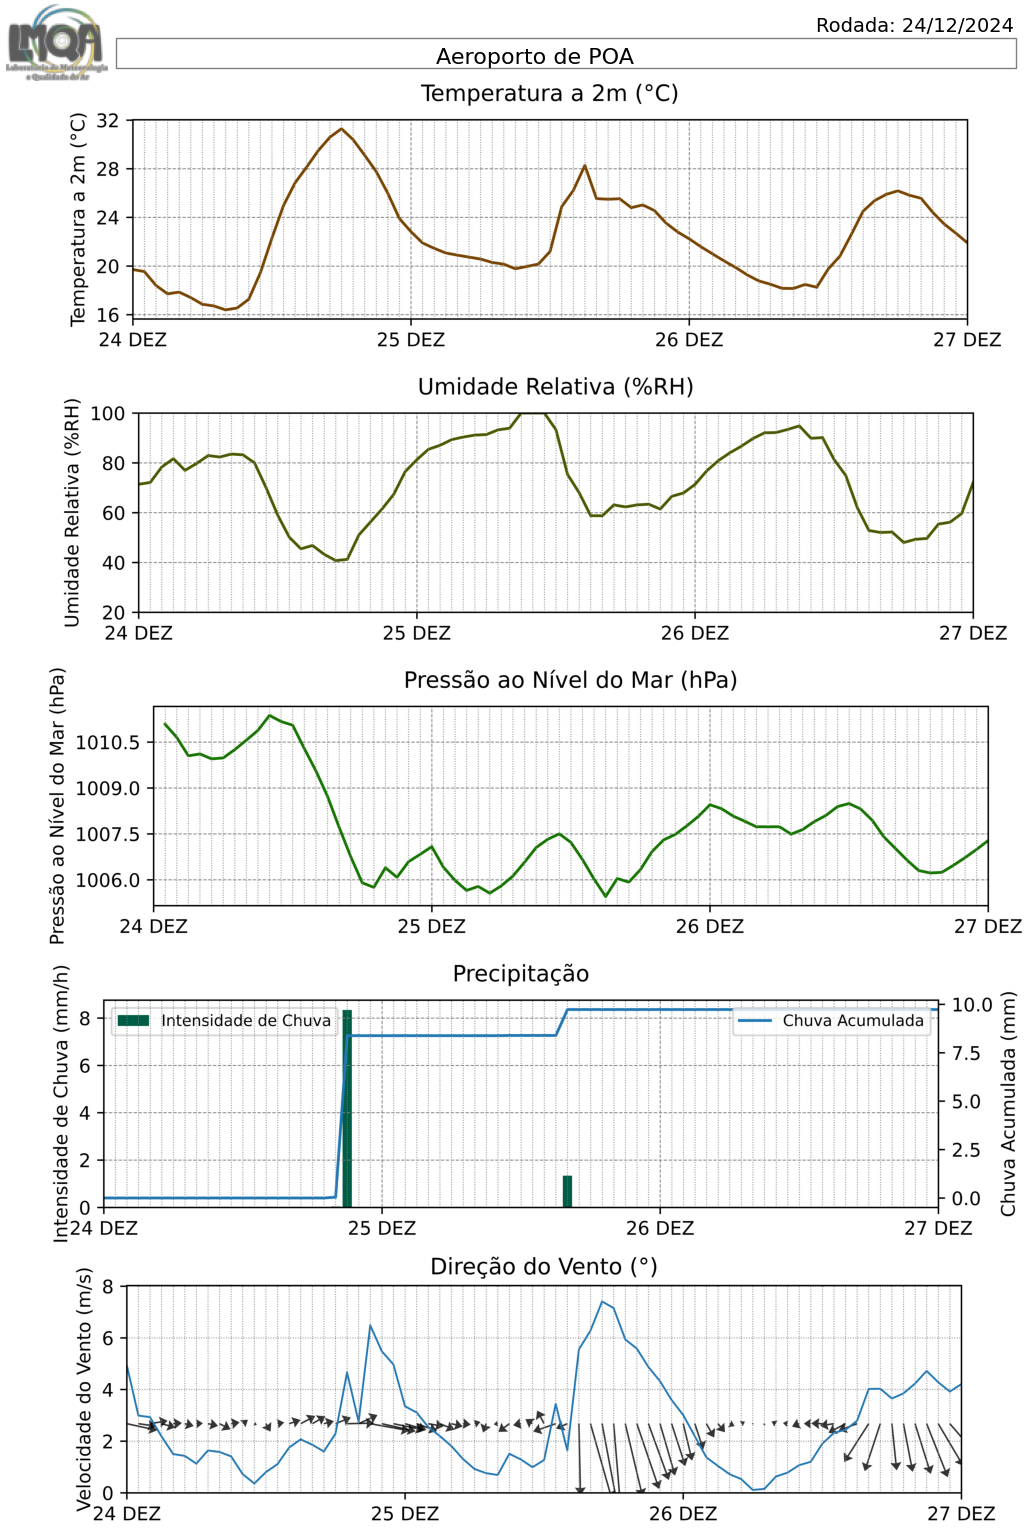 LMQA
Laboratório de Meteorologia
e Qualidade do Ar
Rodada: 24/12/2024
Aeroporto de POA
Temperatura a 2m (°C)
Temperatura a 2m (°C)
32
28
24
20
16
24 DEZ 25 DEZ 26 DEZ 27 DEZ
Umidade Relativa (%RH)
Umidade Relativa (%RH)
100
80
60
40
20
24 DEZ 25 DEZ 26 DEZ 27 DEZ
Pressão ao Nível do Mar (hPa)
Pressão ao Nível do Mar (hPa)
1010.5
1009.0
1007.5
1006.0
24 DEZ 25 DEZ 26 DEZ 27 DEZ
Precipitação
Intensidade de Chuva (mm/h)
8
6
4
2
0
Intensidade de Chuva
Chuva Acumulada
10.0
7.5
5.0
2.5
0.0
Chuva Acumulada (mm)
24 DEZ 25 DEZ 26 DEZ 27 DEZ
Direção do Vento (°)
Velocidade do Vento (m/s)
8
6
4
2
0
24 DEZ 25 DEZ 26 DEZ 27 DEZ